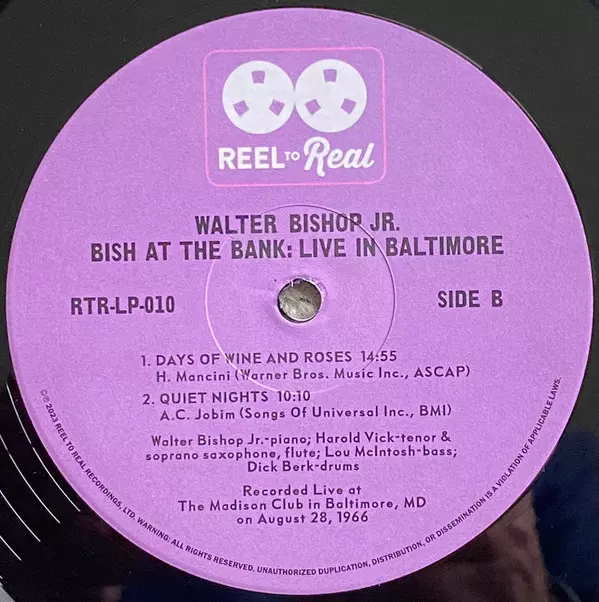 REEL TO Real
WALTER BISHOP JR.
BISH AT THE BANK: LIVE IN BALTIMORE
RTR-LP-010 SIDE B
1. DAYS OF WINE AND ROSES 14:55
H. Mancini (Warner Bros. Music Inc., ASCAP)
2. QUIET NIGHTS 10:10
A.C. Jobim (Songs Of Universal Inc., BMI)
Walter Bishop Jr.-piano; Harold Vick-tenor &
soprano saxophone, flute; Lou McIntosh-bass;
Dick Berk-drums
Recorded Live at
The Madison Club in Baltimore, MD
on August 28, 1966
©℗ 2023 REEL TO REAL RECORDINGS, LTD. WARNING: ALL RIGHTS RESERVED. UNAUTHORIZED DUPLICATION, DISTRIBUTION, OR DISSEMINATION IS A VIOLATION OF APPLICABLE LAWS.